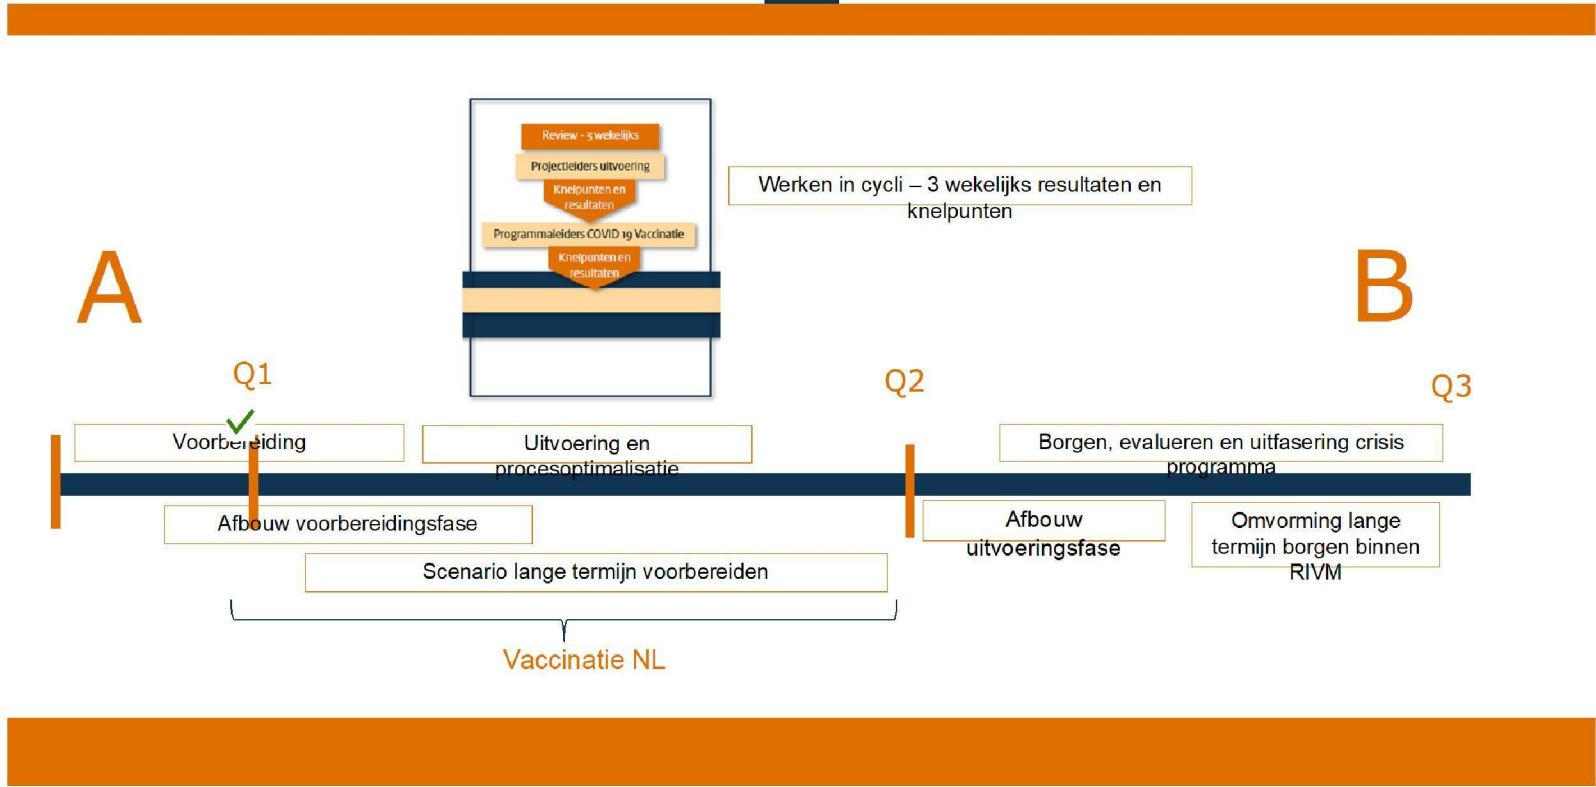 Review - 3 wekelijks
Projectleiders uitvoering
Knelpunten en
resultaten
Programmaleiders COVID 19 Vaccinatie
Knelpunten en
resultaten
Werken in cycli – 3 wekelijks resultaten en
knelpunten
A
B
Q1
Q2
Q3
Voorbereiding
Uitvoering en
procesoptimalisatie
Borgen, evalueren en uitfasering crisis
programma
Afbouw voorbereidingsfase
Afbouw
uitvoeringsfase
Omvorming lange
termijn borgen binnen
RIVM
Scenario lange termijn voorbereiden
Vaccinatie NL